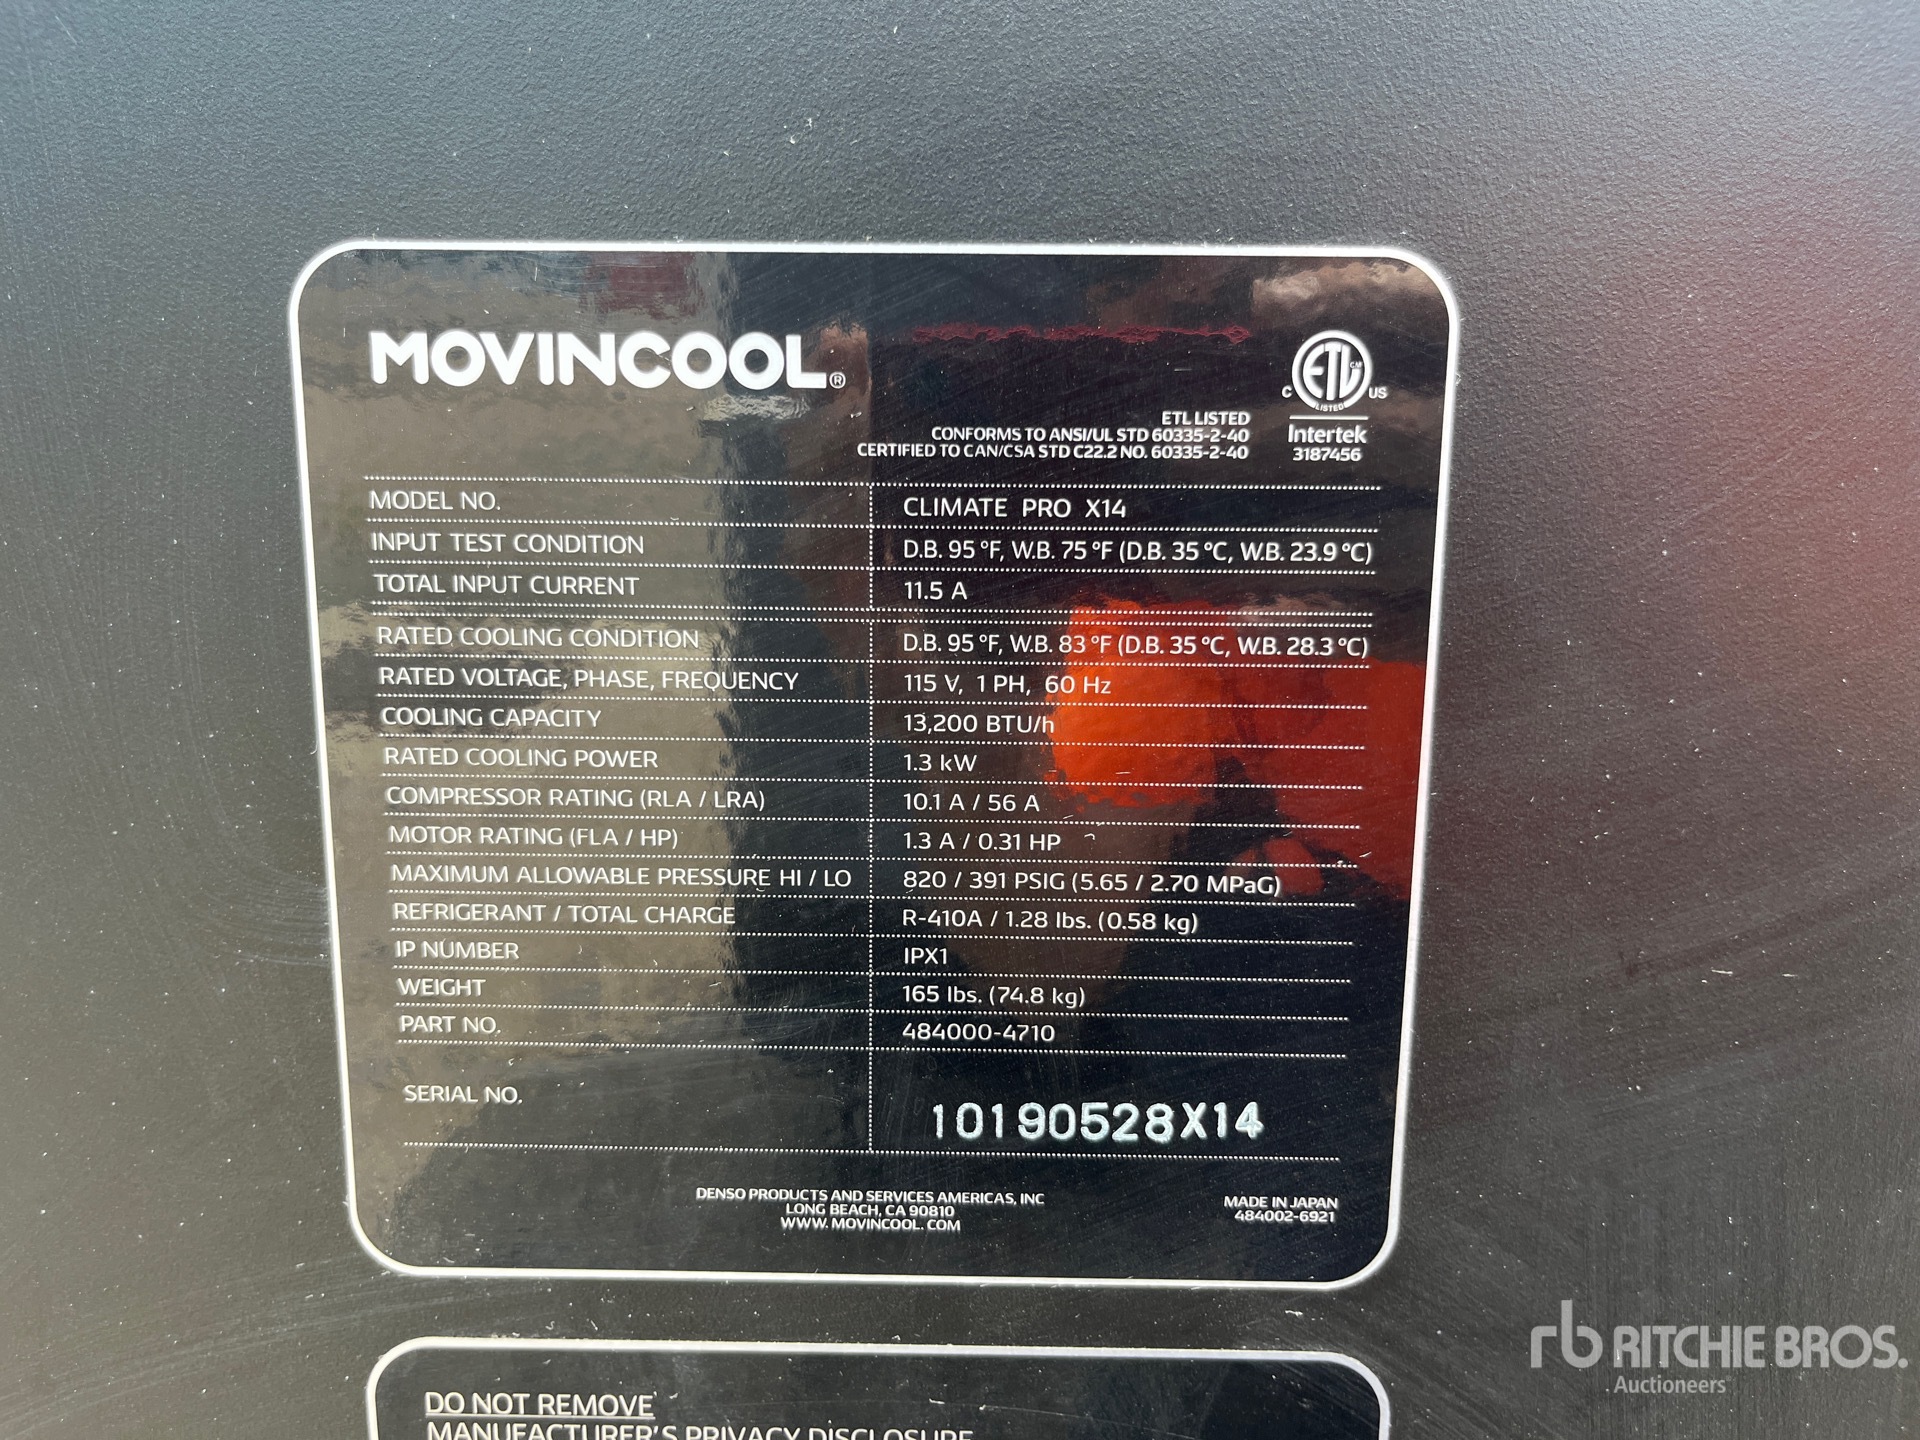 MOVINCOOL®
ETL LISTED
CONFORMS TO ANSI/UL STD 60335-2-40
CERTIFIED TO CAN/CSA STD C22.2 NO. 60335-2-40
C ETL CM US
LISTED
Intertek
3187456
MODEL NO. CLIMATE PRO X14
INPUT TEST CONDITION D.B. 95 °F, W.B. 75 °F (D.B. 35 °C, W.B. 23.9 °C)
TOTAL INPUT CURRENT 11.5 A
RATED COOLING CONDITION D.B. 95 °F, W.B. 83 °F (D.B. 35 °C, W.B. 28.3 °C)
RATED VOLTAGE, PHASE, FREQUENCY 115 V, 1 PH, 60 Hz
COOLING CAPACITY 13,200 BTU/h
RATED COOLING POWER 1.3 kW
COMPRESSOR RATING (RLA / LRA) 10.1 A / 56 A
MOTOR RATING (FLA / HP) 1.3 A / 0.31 HP
MAXIMUM ALLOWABLE PRESSURE HI / LO 820 / 391 PSIG (5.65 / 2.70 MPaG)
REFRIGERANT / TOTAL CHARGE R-410A / 1.28 lbs. (0.58 kg)
IP NUMBER IPX1
WEIGHT 165 lbs. (74.8 kg)
PART NO. 484000-4710
SERIAL NO. 10190528X14
DENSO PRODUCTS AND SERVICES AMERICAS, INC
LONG BEACH, CA 90810
WWW. MOVINCOOL. COM
MADE IN JAPAN
484002-6921
DO NOT REMOVE
MANUFACTURER'S PRIVACY DISCLOSURE
rb RITCHIE BROS.
Auctioneers